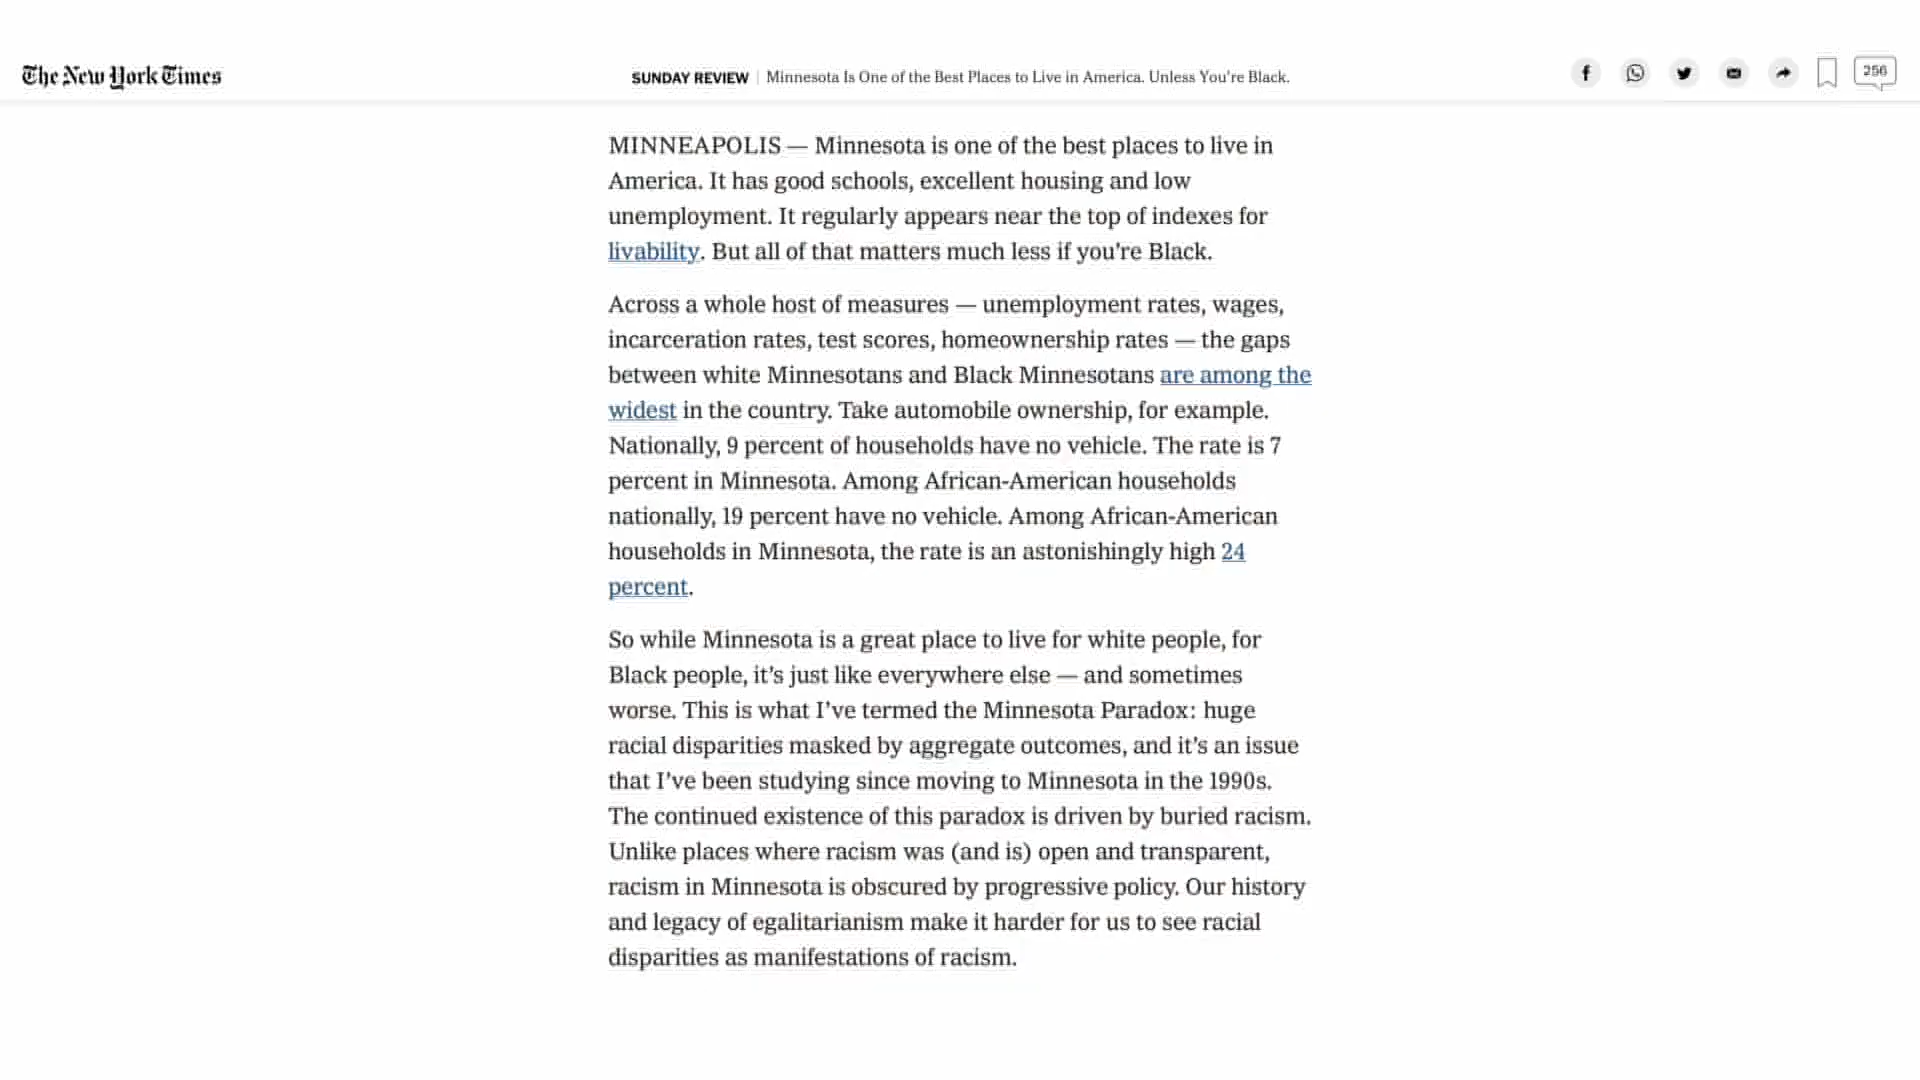 The New York Times
SUNDAY REVIEW | Minnesota Is One of the Best Places to Live in America. Unless You're Black.
256
MINNEAPOLIS — Minnesota is one of the best places to live in
America. It has good schools, excellent housing and low
unemployment. It regularly appears near the top of indexes for
livability. But all of that matters much less if you're Black.
Across a whole host of measures — unemployment rates, wages,
incarceration rates, test scores, homeownership rates — the gaps
between white Minnesotans and Black Minnesotans are among the
widest in the country. Take automobile ownership, for example.
Nationally, 9 percent of households have no vehicle. The rate is 7
percent in Minnesota. Among African-American households
nationally, 19 percent have no vehicle. Among African-American
households in Minnesota, the rate is an astonishingly high 24
percent.
So while Minnesota is a great place to live for white people, for
Black people, it's just like everywhere else — and sometimes
worse. This is what I've termed the Minnesota Paradox: huge
racial disparities masked by aggregate outcomes, and it's an issue
that I've been studying since moving to Minnesota in the 1990s.
The continued existence of this paradox is driven by buried racism.
Unlike places where racism was (and is) open and transparent,
racism in Minnesota is obscured by progressive policy. Our history
and legacy of egalitarianism make it harder for us to see racial
disparities as manifestations of racism.